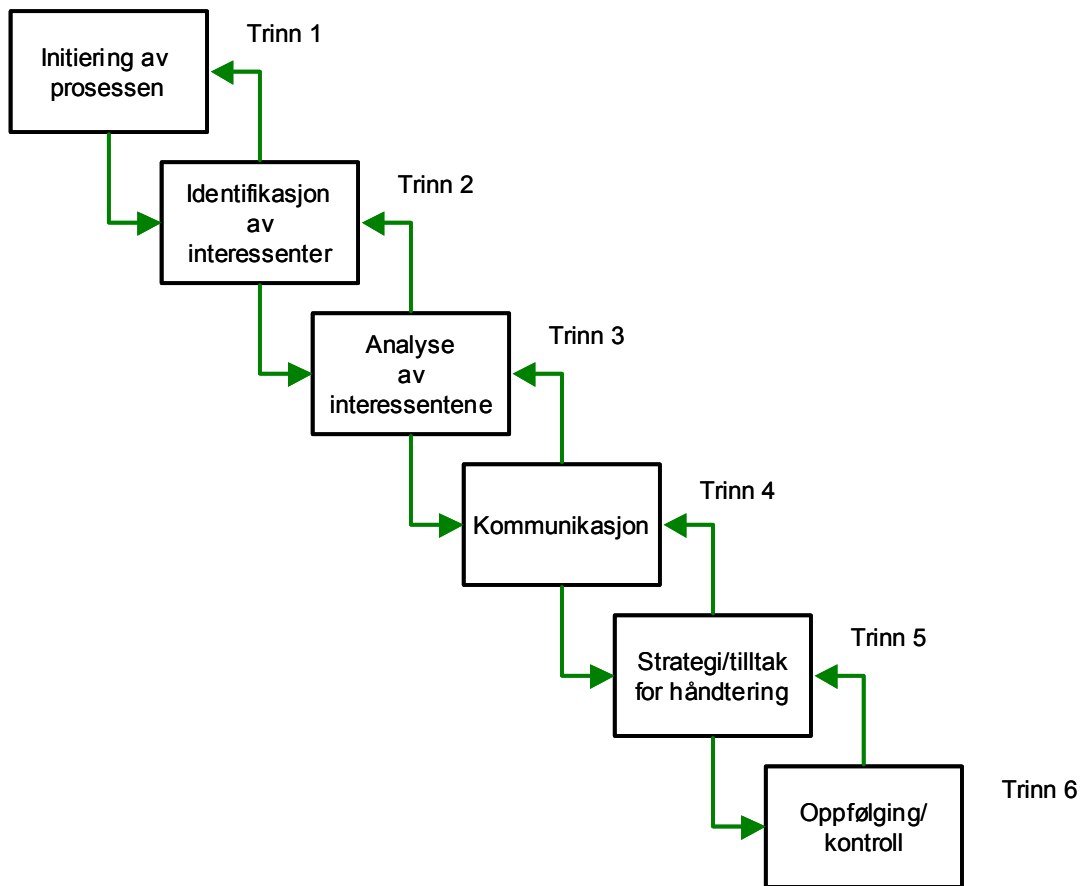 Trinn 1
Initiering av
prosessen
Trinn 2
Identifikasjon
av
interessenter
Trinn 3
Analyse
av
interessentene
Trinn 4
Kommunikasjon
Trinn 5
Strategi/tilltak
for håndtering
Trinn 6
Oppfølging/
kontroll